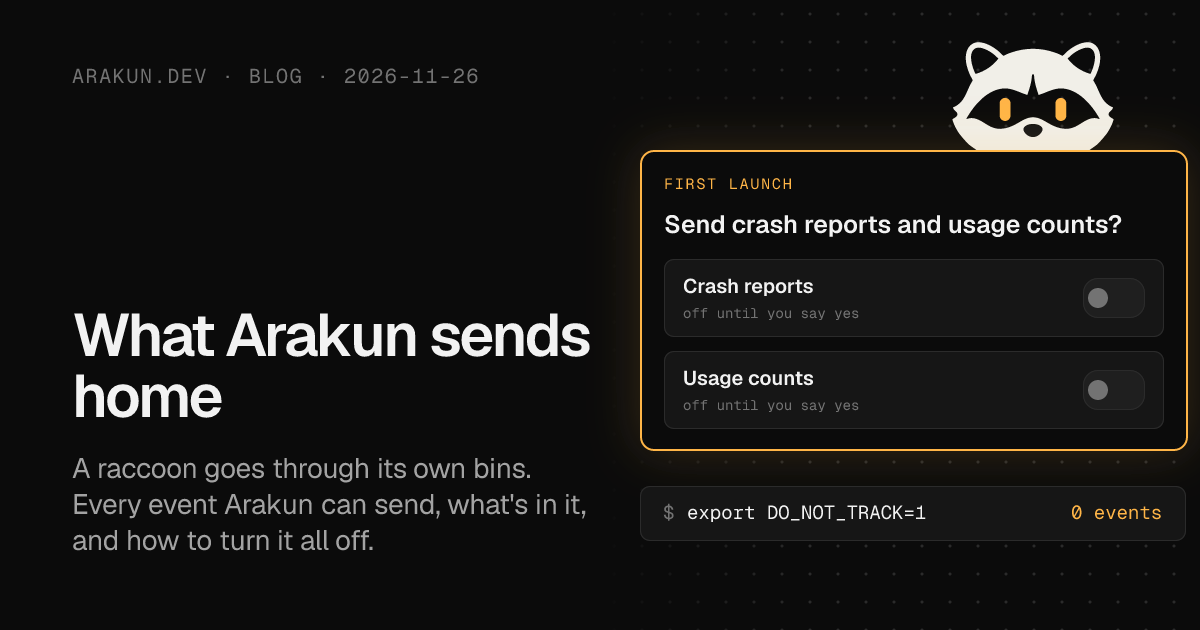 ARAKUN.DEV · BLOG · 2026-11-26
What Arakun sends
home
A raccoon goes through its own bins.
Every event Arakun can send, what's in it,
and how to turn it all off.
FIRST LAUNCH
Send crash reports and usage counts?
Crash reports
off until you say yes
Usage counts
off until you say yes
$ export DO_NOT_TRACK=1
0 events